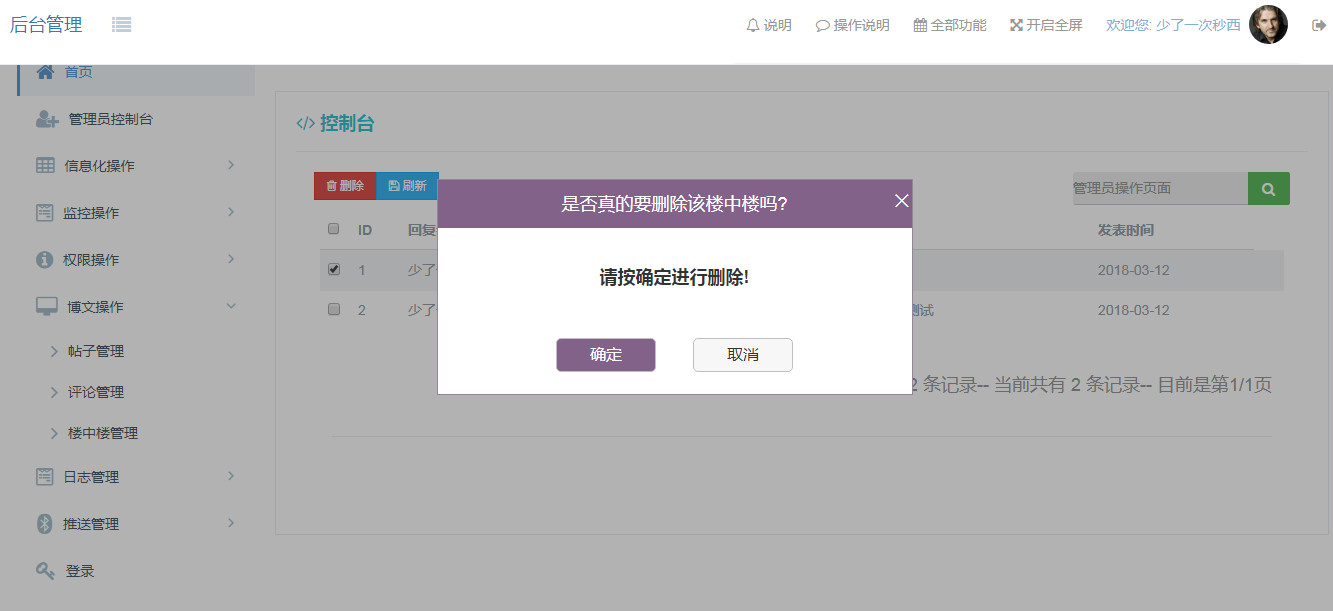 后台管理
说明
操作说明
全部功能
开启全屏
欢迎您: 少了一次秒西
首页
管理员控制台
信息化操作
监控操作
权限操作
博文操作
帖子管理
评论管理
楼中楼管理
日志管理
推送管理
登录
</> 控制台
删除
刷新
管理员操作页面
ID 回复 发表时间
1 少了 2018-03-12
2 少了 测试 2018-03-12
是否真的要删除该楼中楼吗?
请按确定进行删除!
确定
取消
2 条记录-- 当前共有 2 条记录-- 目前是第1/1页